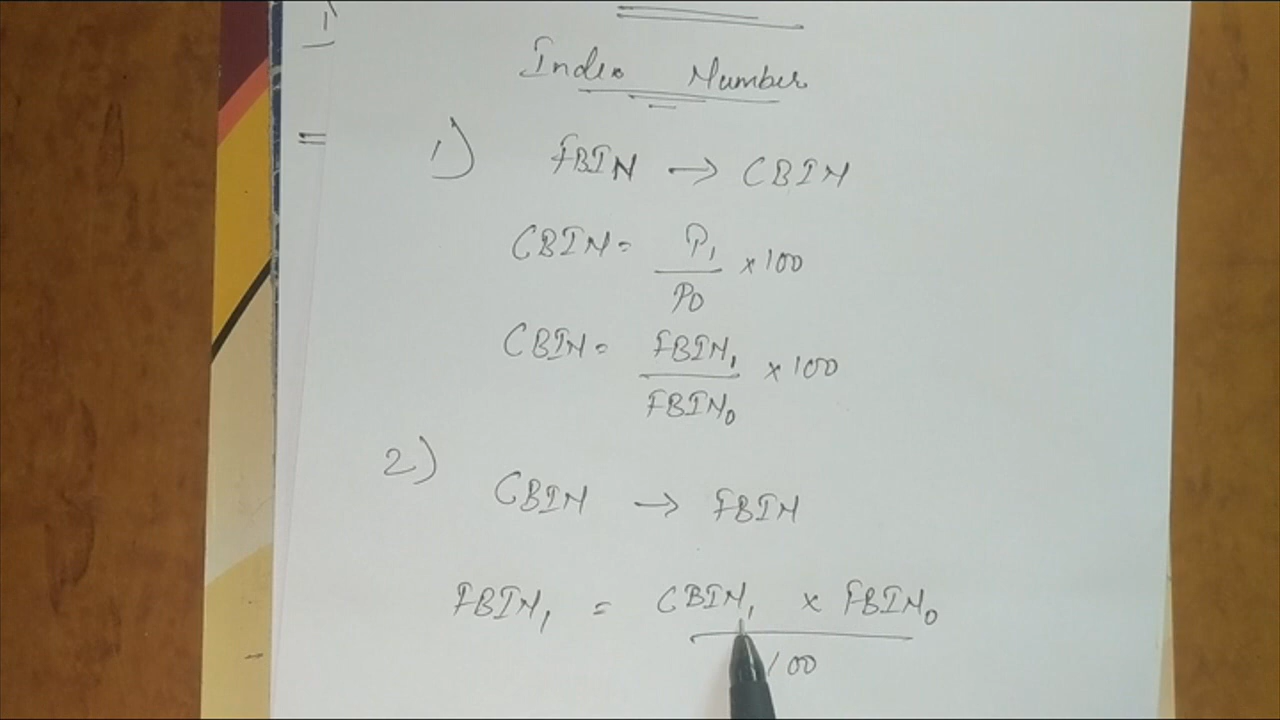 Index Number
1) FBIN → CBIN
CBIN = P₁ / P₀ × 100
CBIN = FBIN₁ / FBIN₀ × 100
2)
CBIN → FBIN
FBIN₁ = CBIN₁ × FBIN₀ / 100